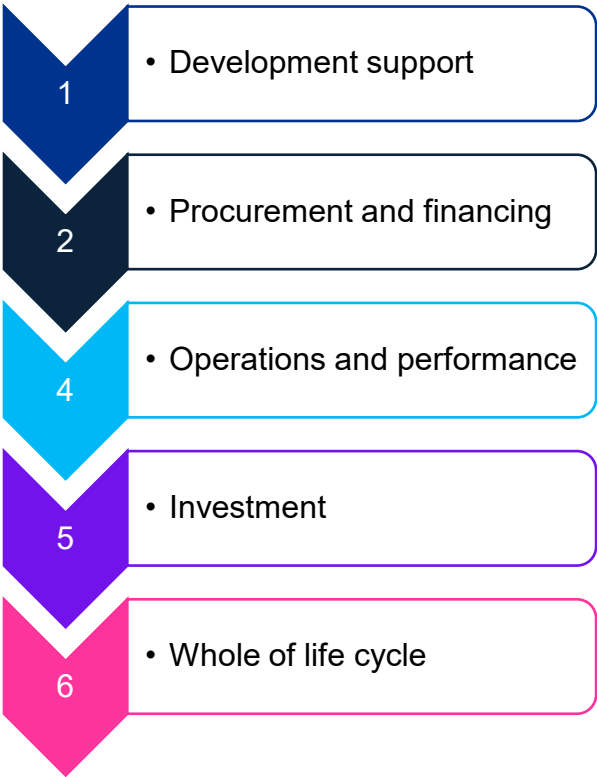 1
• Development support
2
• Procurement and financing
4
• Operations and performance
5
• Investment
6
• Whole of life cycle